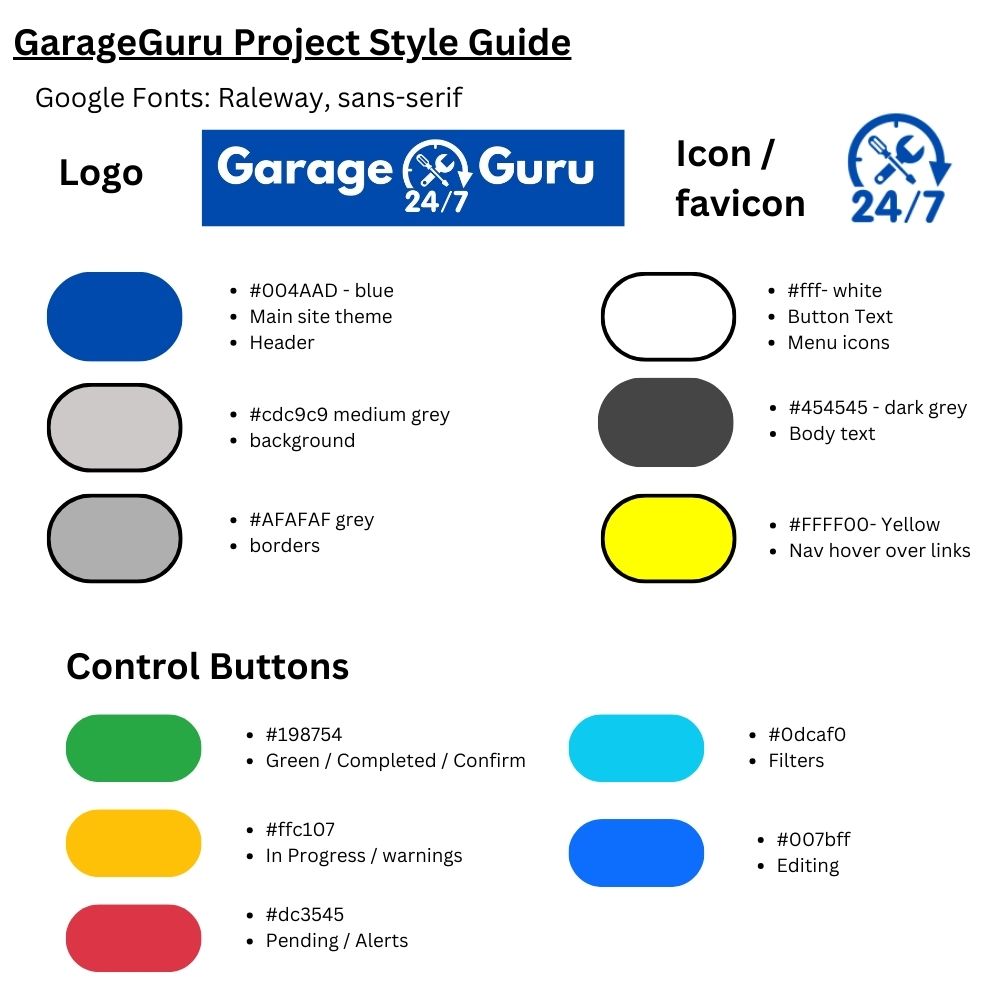 GarageGuru Project Style Guide
Google Fonts: Raleway, sans-serif
Logo
Garage Guru
24/7
Icon /
favicon
24/7
• #004AAD - blue
• Main site theme
• Header
• #fff- white
• Button Text
• Menu icons
• #cdc9c9 medium grey
• background
• #454545 - dark grey
• Body text
• #AFAFAF grey
• borders
• #FFFF00- Yellow
• Nav hover over links
Control Buttons
• #198754
• Green / Completed / Confirm
• #0dcaf0
• Filters
• #ffc107
• In Progress / warnings
• #007bff
• Editing
• #dc3545
• Pending / Alerts